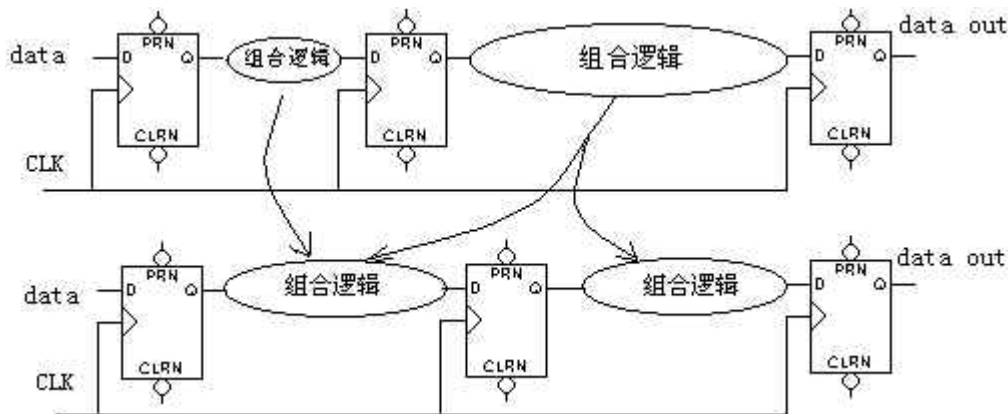 data
PRN
D
Q
CLRN
组合逻辑
PRN
D
Q
CLRN
组合逻辑
PRN
D
Q
CLRN
data out
CLK
data
PRN
D
Q
CLRN
组合逻辑
PRN
D
Q
CLRN
组合逻辑
PRN
D
Q
CLRN
data out
CLK